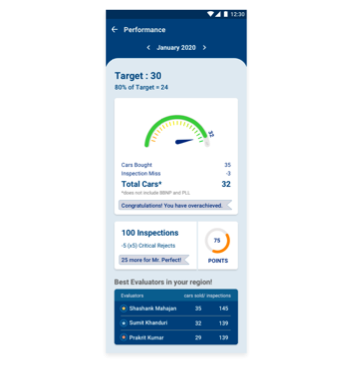 12:30
Performance
January 2020
Target : 30
80% of Target = 24
32
Cars Bought 35
Inspection Miss -3
Total Cars* 32
*does not include BBNP and PLL
Congratulations! You have overachieved.
100 Inspections
-5 (x5) Critical Rejects
25 more for Mr. Perfect!
75
POINTS
Best Evaluators in your region!
Evaluators cars sold/ inspections
Shashank Mahajan 35 145
Sumit Khanduri 32 139
Prakrit Kumar 29 139